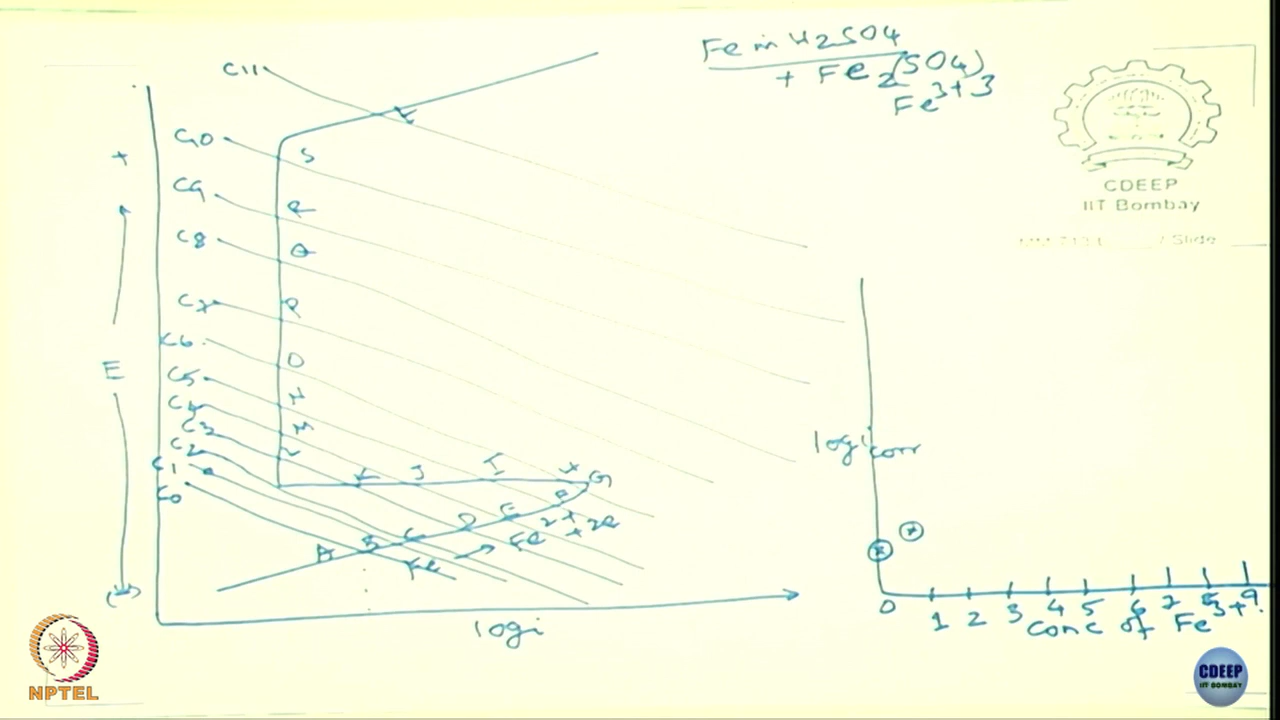 Fe in H2SO4
+ Fe2(SO4)3
Fe3+
C11
C10
C9
C8
C7
C6
C5
C4
C3
C2
C1
C0
+
E
(-)
S
R
Q
P
O
N
M
L
K J I H G
F
A B C D E
Fe → Fe2+ + 2e
log i
log icorr
0 1 2 3 4 5 6 7 8 9
conc of Fe3+
CDEEP
IIT Bombay
/ Slide
NPTEL
CDEEP
IIT BOMBAY